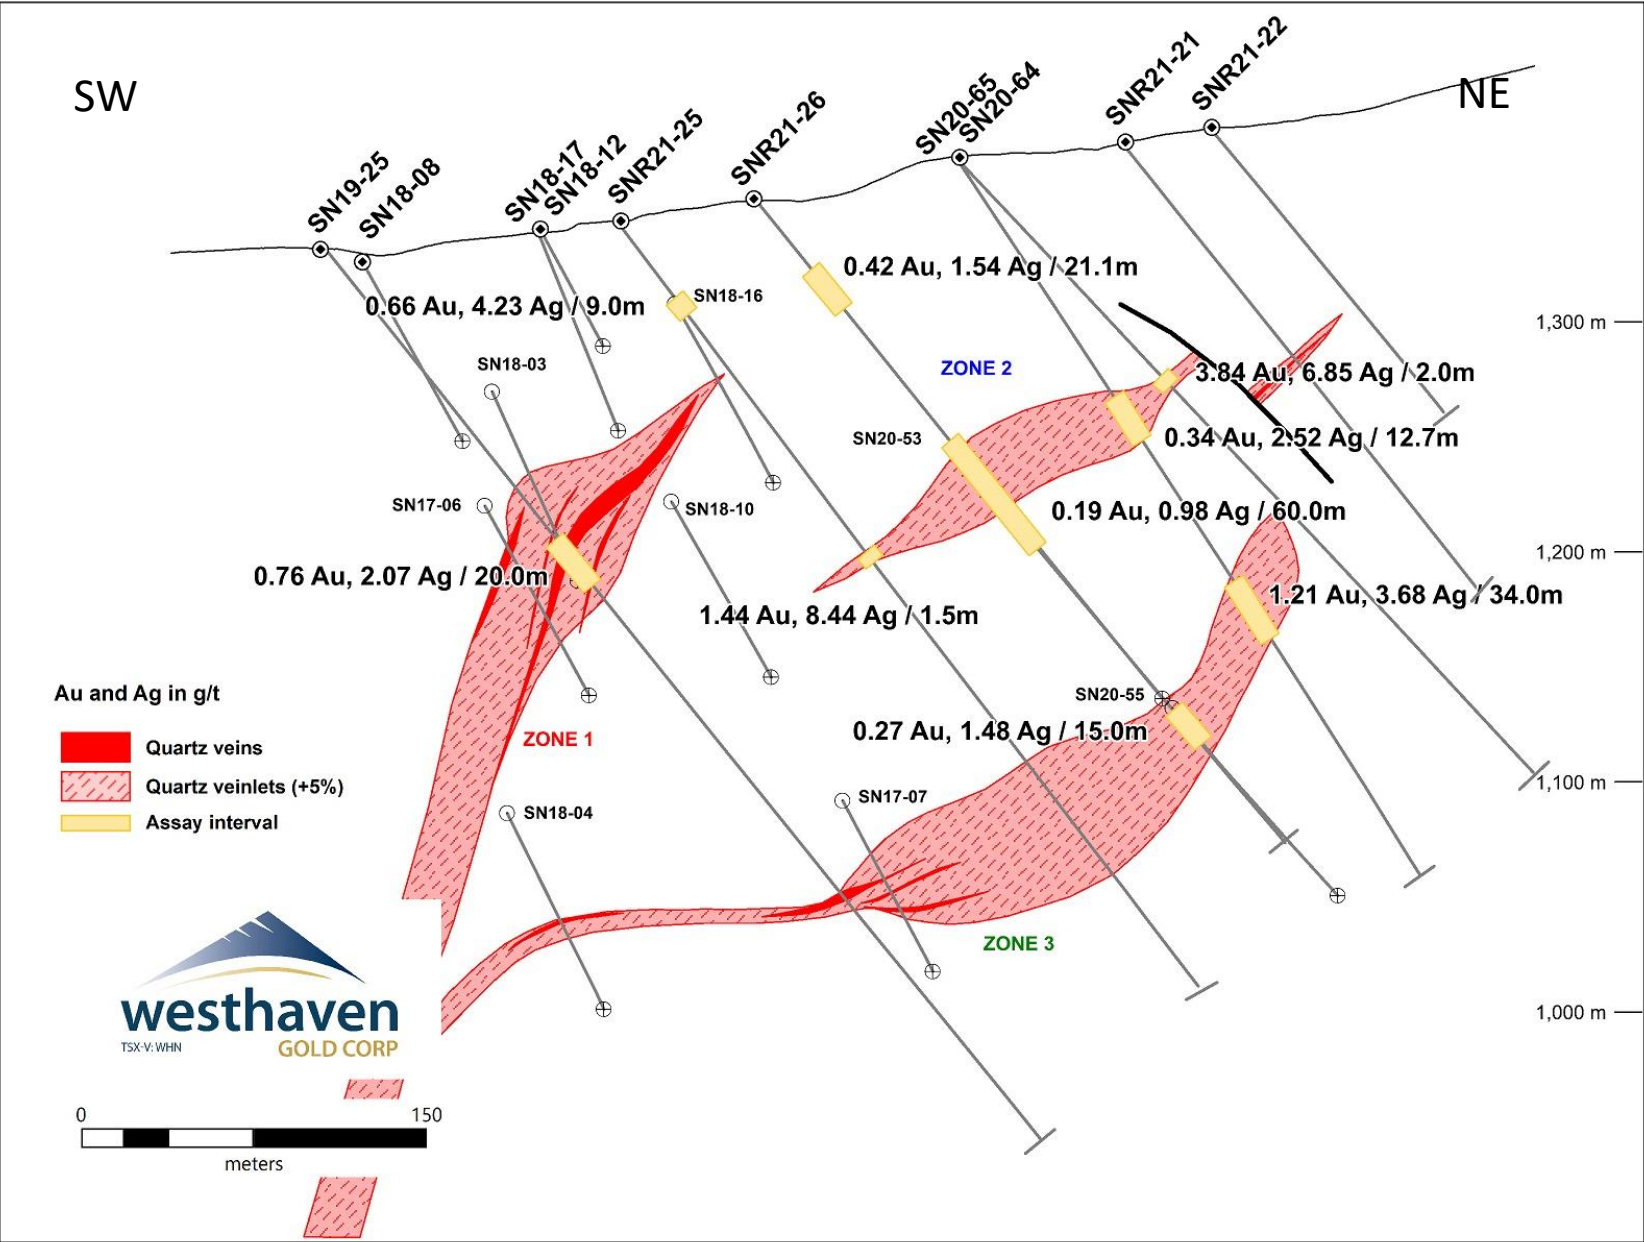 SW
NE
SN19-25
SN18-08
SN18-17
SN18-12
SNR21-25
SNR21-26
SN20-65
SN20-64
SNR21-21
SNR21-22
0.42 Au, 1.54 Ag / 21.1m
0.66 Au, 4.23 Ag / 9.0m
SN18-16
1,300 m
SN18-03
ZONE 2
3.84 Au, 6.85 Ag / 2.0m
SN20-53
0.34 Au, 2.52 Ag / 12.7m
SN17-06
SN18-10
0.19 Au, 0.98 Ag / 60.0m
1,200 m
0.76 Au, 2.07 Ag / 20.0m
1.21 Au, 3.68 Ag / 34.0m
1.44 Au, 8.44 Ag / 1.5m
Au and Ag in g/t
SN20-55
ZONE 1
0.27 Au, 1.48 Ag / 15.0m
Quartz veins
Quartz veinlets (+5%)
1,100 m
SN17-07
SN18-04
Assay interval
ZONE 3
westhaven
TSX-V: WHN
GOLD CORP
1,000 m
0 150
meters